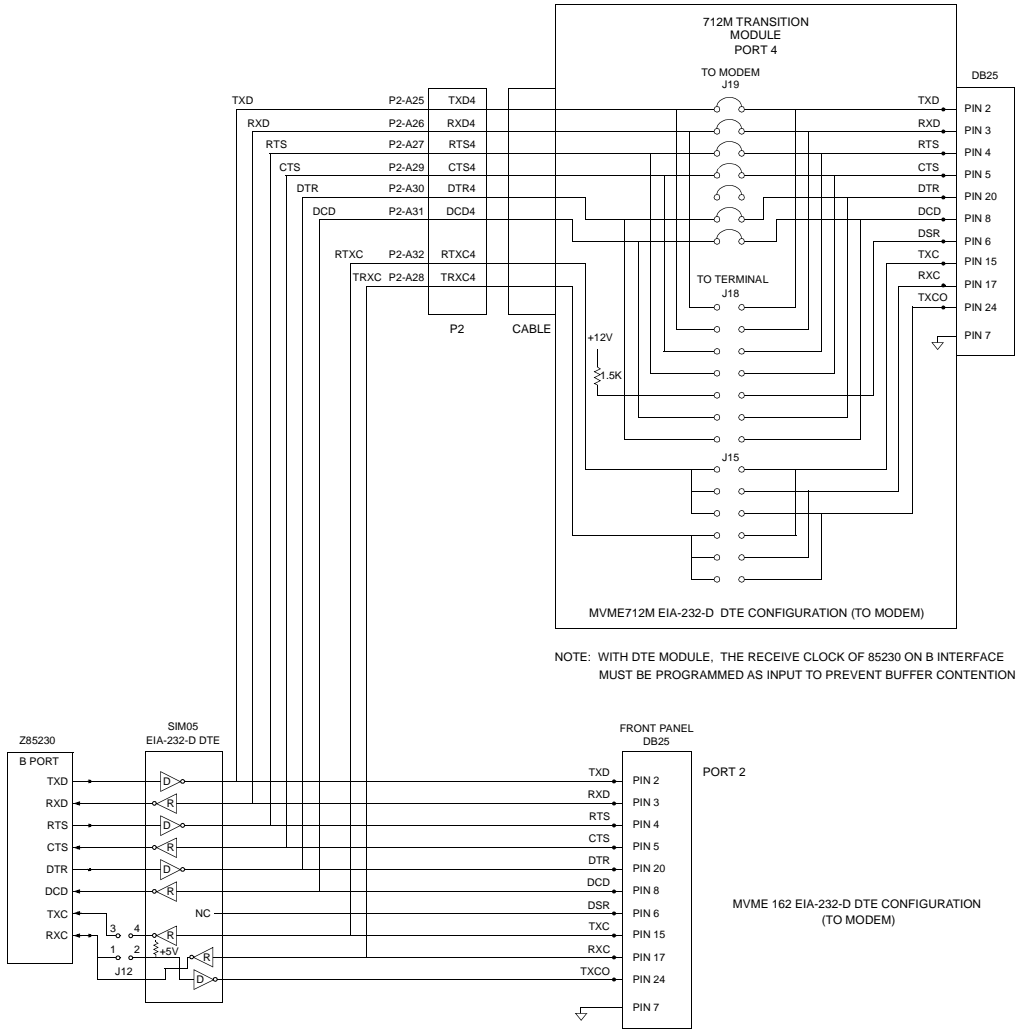 712M TRANSITION
MODULE
PORT 4
TO MODEM
J19
DB25
TXD P2-A25 TXD4 TXD PIN 2
RXD P2-A26 RXD4 RXD PIN 3
RTS P2-A27 RTS4 RTS PIN 4
CTS P2-A29 CTS4 CTS PIN 5
DTR P2-A30 DTR4 DTR PIN 20
DCD P2-A31 DCD4 DCD PIN 8
DSR PIN 6
RTXC P2-A32 RTXC4 TXC PIN 15
TRXC P2-A28 TRXC4 RXC PIN 17
TO TERMINAL
J18
TXCO PIN 24
P2 CABLE
+12V
PIN 7
1.5K
J15
MVME712M EIA-232-D DTE CONFIGURATION (TO MODEM)
NOTE: WITH DTE MODULE, THE RECEIVE CLOCK OF 85230 ON B INTERFACE
MUST BE PROGRAMMED AS INPUT TO PREVENT BUFFER CONTENTION
Z85230
B PORT
SIM05
EIA-232-D DTE
FRONT PANEL
DB25
PORT 2
TXD D TXD PIN 2
RXD R RXD PIN 3
RTS D RTS PIN 4
CTS R CTS PIN 5
DTR D DTR PIN 20
DCD R DCD PIN 8
TXC NC DSR PIN 6
RXC 3 4 R TXC PIN 15
1 2 +5V R RXC PIN 17
J12 D TXCO PIN 24
PIN 7
MVME 162 EIA-232-D DTE CONFIGURATION
(TO MODEM)